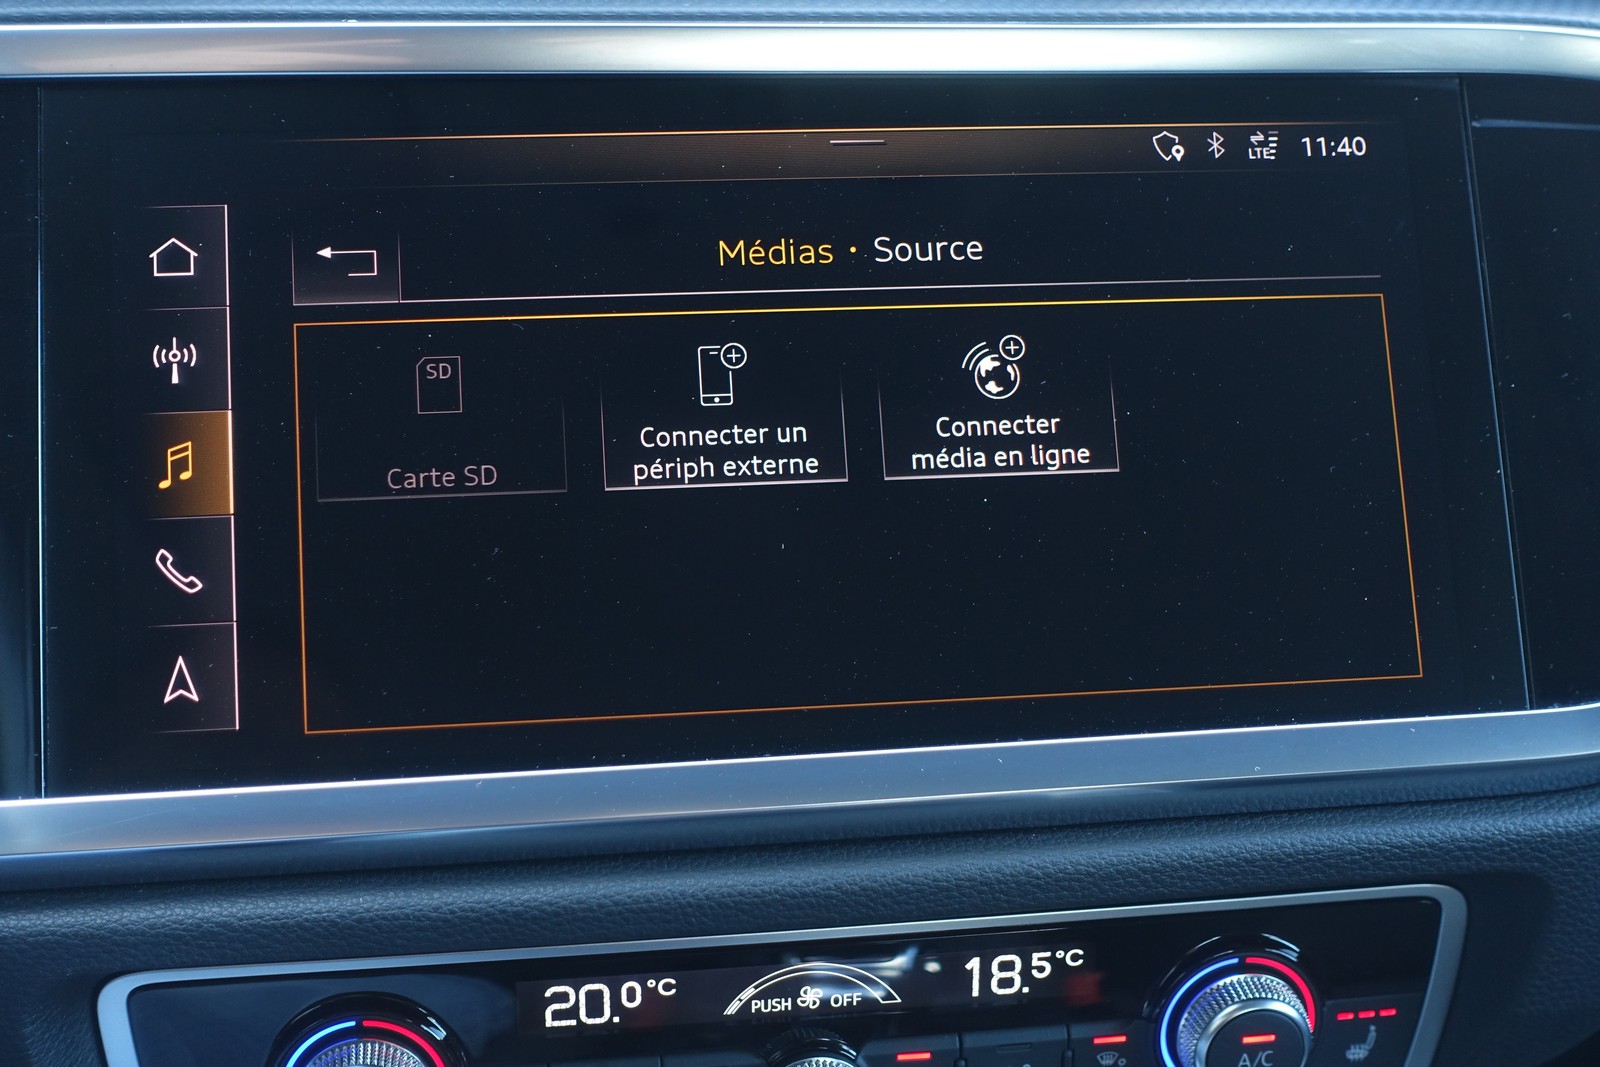 LTE 11:40
Médias • Source
SD
Carte SD
Connecter un
périph externe
Connecter
média en ligne
20.0°C
PUSH OFF
18.5°C
A/C